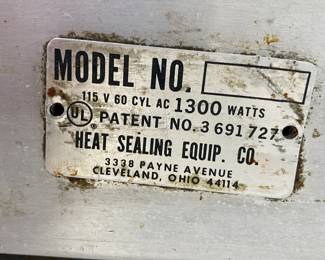 MODEL NO.
115 V 60 CYL AC 1300 WATTS
UL ® PATENT NO. 3 691 727
HEAT SEALING EQUIP. CO.
3338 PAYNE AVENUE
CLEVELAND, OHIO 44114